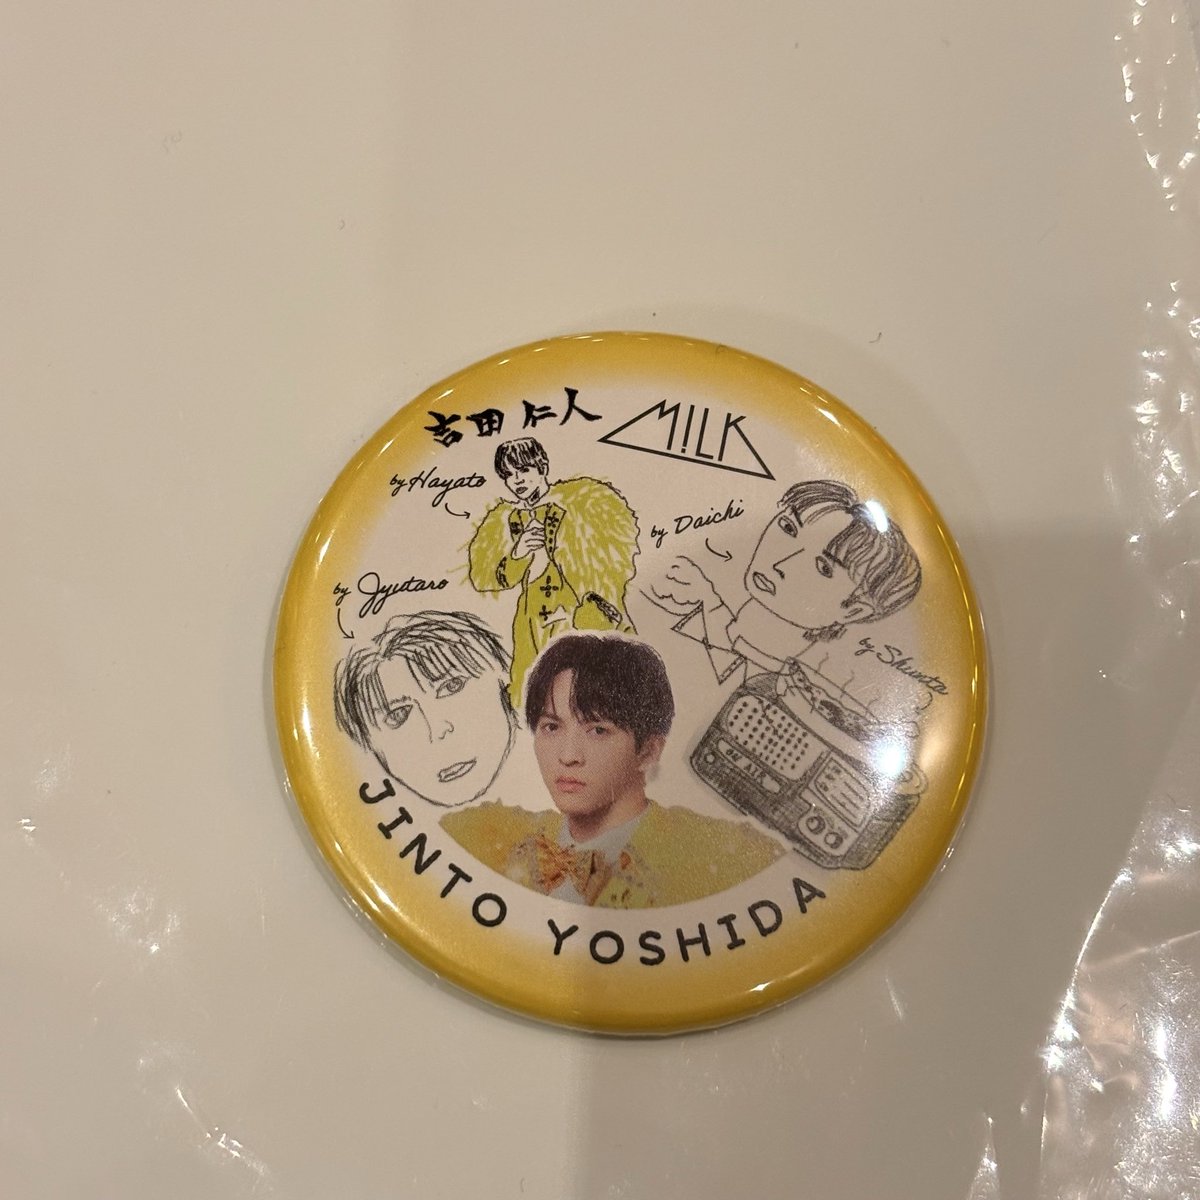 吉田仁人
M!LK
by Hayato
by Daichi
by Jyutaro
by Shunta
ON AIR
JINTO YOSHIDA